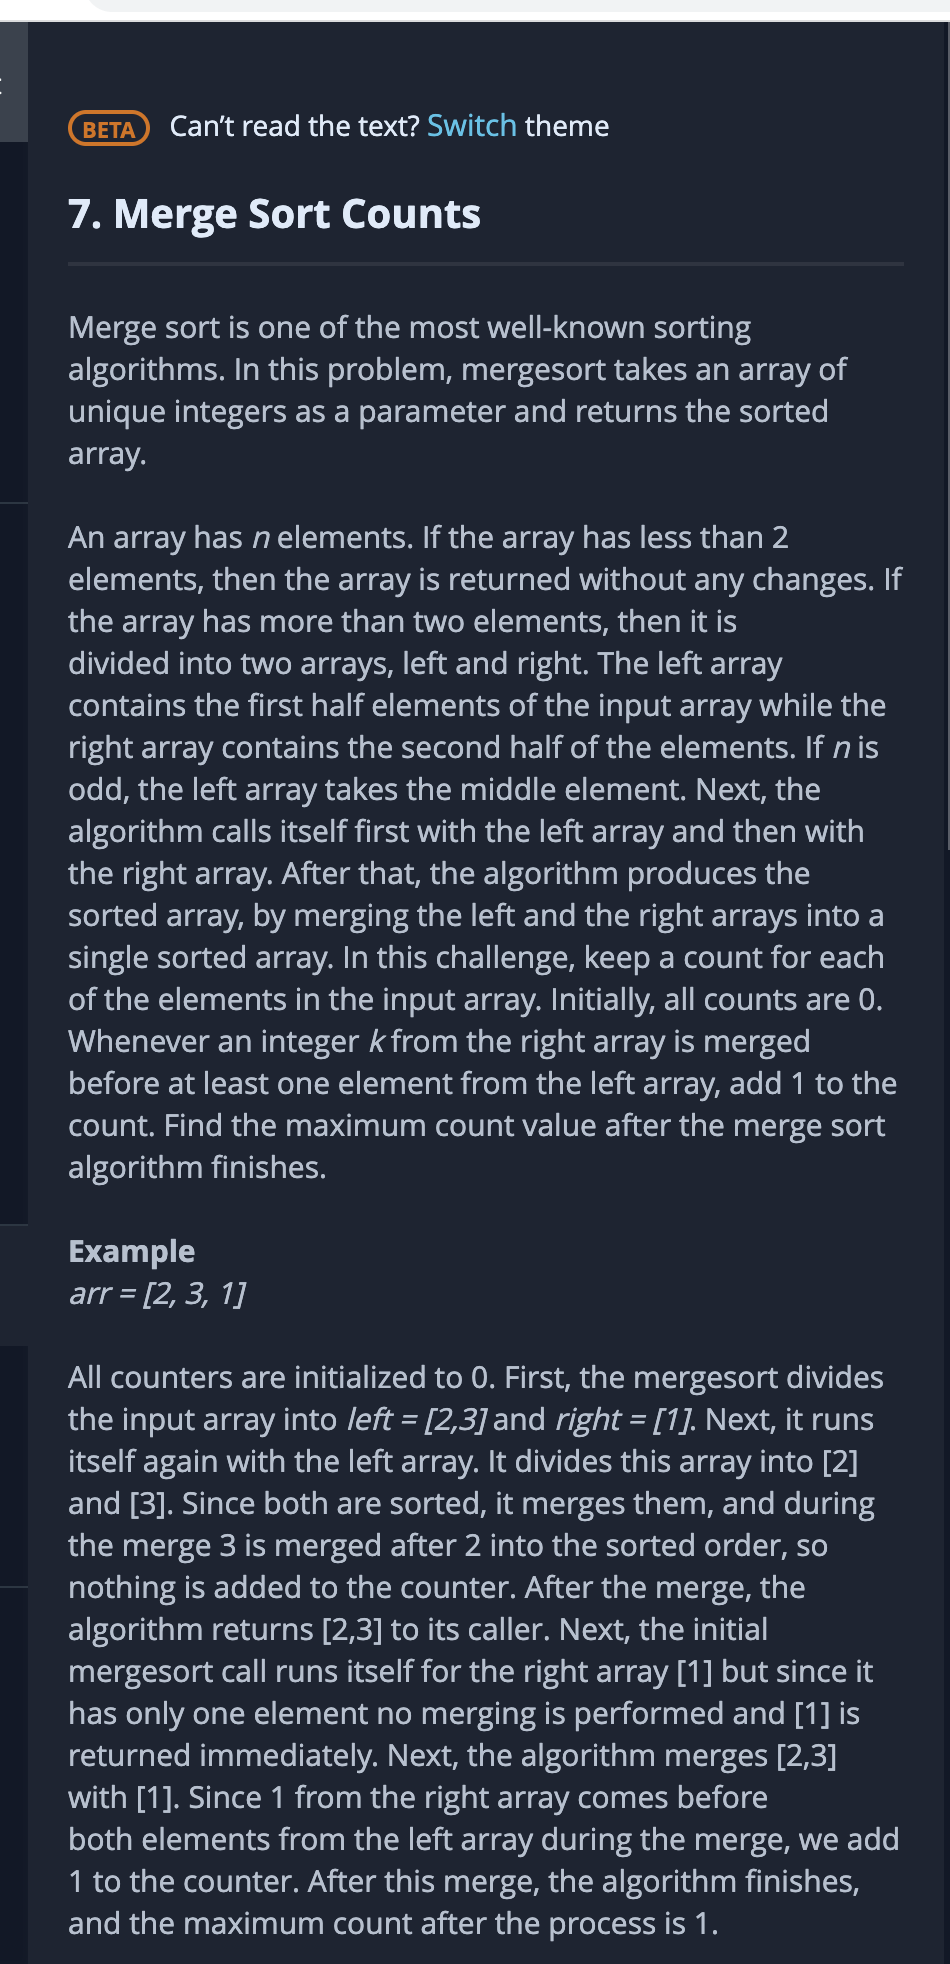 BETA Can't read the text? Switch theme
7. Merge Sort Counts
Merge sort is one of the most well-known sorting
algorithms. In this problem, mergesort takes an array of
unique integers as a parameter and returns the sorted
array.
An array has n elements. If the array has less than 2
elements, then the array is returned without any changes. If
the array has more than two elements, then it is
divided into two arrays, left and right. The left array
contains the first half elements of the input array while the
right array contains the second half of the elements. If n is
odd, the left array takes the middle element. Next, the
algorithm calls itself first with the left array and then with
the right array. After that, the algorithm produces the
sorted array, by merging the left and the right arrays into a
single sorted array. In this challenge, keep a count for each
of the elements in the input array. Initially, all counts are 0.
Whenever an integer k from the right array is merged
before at least one element from the left array, add 1 to the
count. Find the maximum count value after the merge sort
algorithm finishes.
Example
arr = [2, 3, 1]
All counters are initialized to 0. First, the mergesort divides
the input array into left = [2,3] and right = [1]. Next, it runs
itself again with the left array. It divides this array into [2]
and [3]. Since both are sorted, it merges them, and during
the merge 3 is merged after 2 into the sorted order, so
nothing is added to the counter. After the merge, the
algorithm returns [2,3] to its caller. Next, the initial
mergesort call runs itself for the right array [1] but since it
has only one element no merging is performed and [1] is
returned immediately. Next, the algorithm merges [2,3]
with [1]. Since 1 from the right array comes before
both elements from the left array during the merge, we add
1 to the counter. After this merge, the algorithm finishes,
and the maximum count after the process is 1.